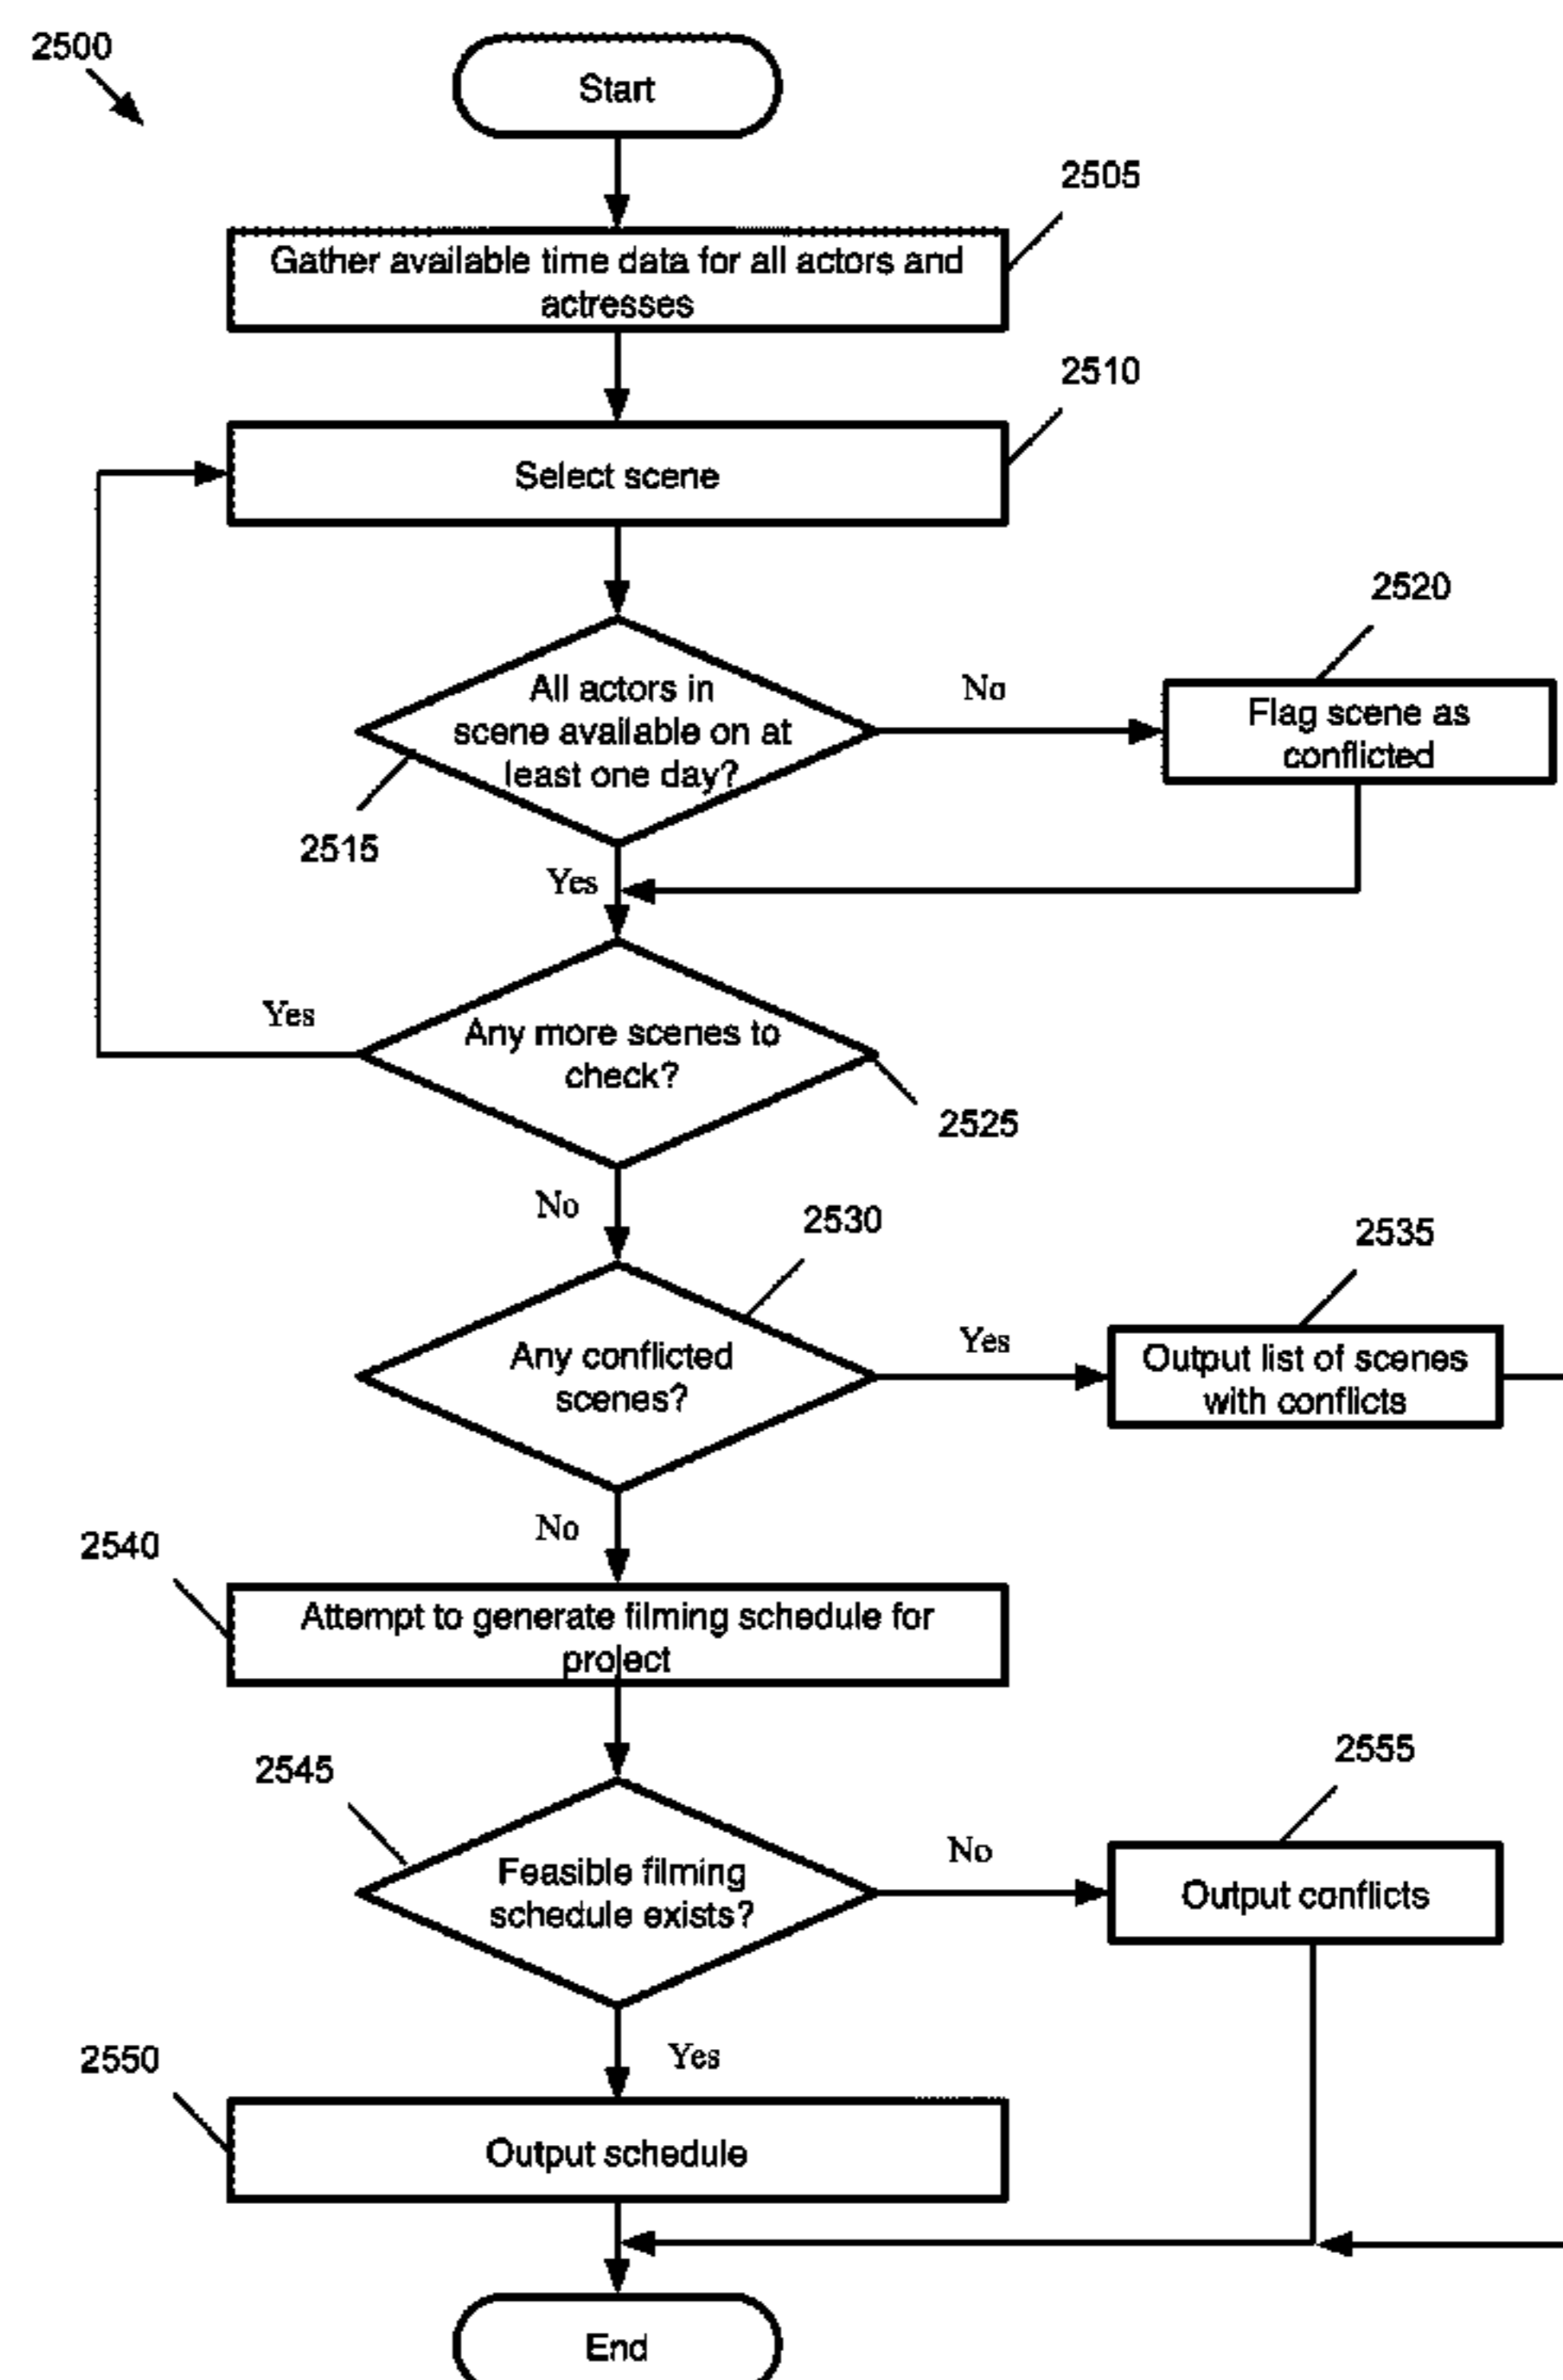 2500
Start
2505
Gather available time data for all actors and
actresses
2510
Select scene
2520
All actors in
scene available on at
least one day?
No
Flag scene as
conflicted
2515
Yes
Yes
Any more scenes to
check?
2525
No
2530
2535
Any conflicted
scenes?
Yes
Output list of scenes
with conflicts
No
2540
Attempt to generate filming schedule for
project
2545
2555
Feasible filming
schedule exists?
No
Output conflicts
Yes
2550
Output schedule
End